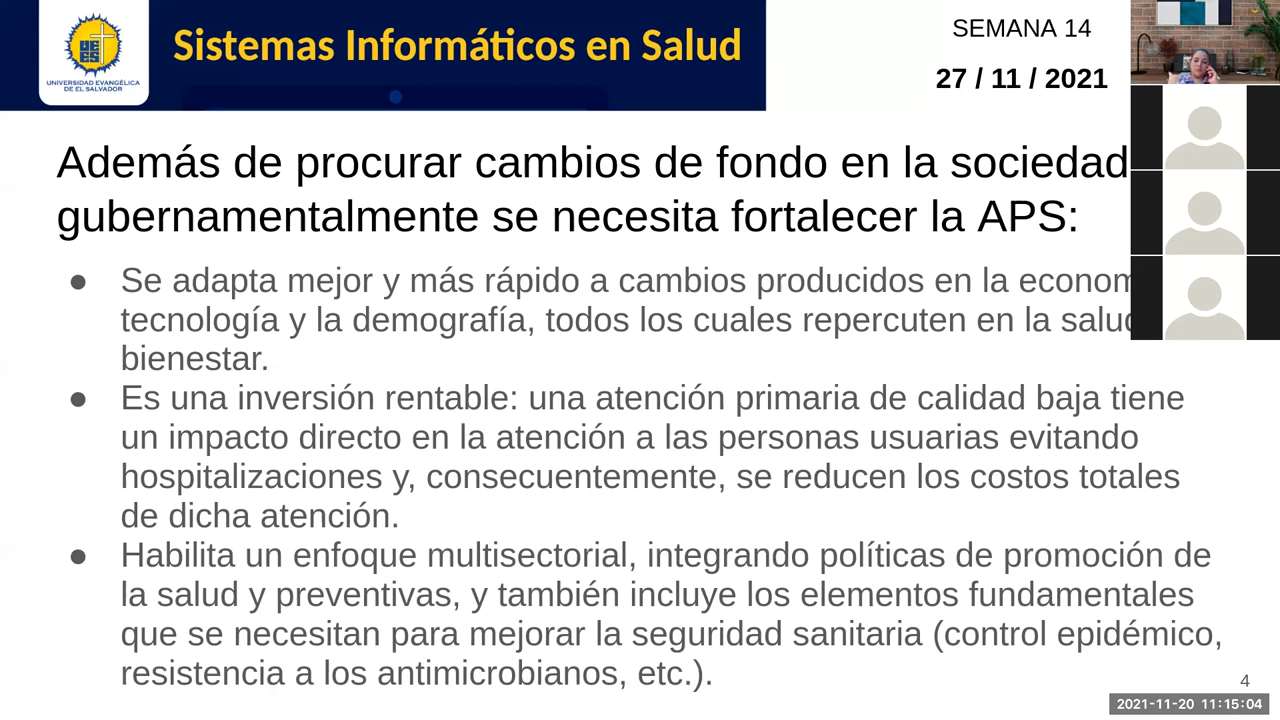 Sistemas Informáticos en Salud
UNIVERSIDAD EVANGÉLICA
DE EL SALVADOR
SEMANA 14
27 / 11 / 2021
Además de procurar cambios de fondo en la sociedad
gubernamentalmente se necesita fortalecer la APS:
● Se adapta mejor y más rápido a cambios producidos en la
tecnología y la demografía, todos los cuales repercuten en la
bienestar.
● Es una inversión rentable: una atención primaria de calidad baja tiene
un impacto directo en la atención a las personas usuarias evitando
hospitalizaciones y, consecuentemente, se reducen los costos totales
de dicha atención.
● Habilita un enfoque multisectorial, integrando políticas de promoción de
la salud y preventivas, y también incluye los elementos fundamentales
que se necesitan para mejorar la seguridad sanitaria (control epidémico,
resistencia a los antimicrobianos, etc.).
4
2021-11-20 11:15:04